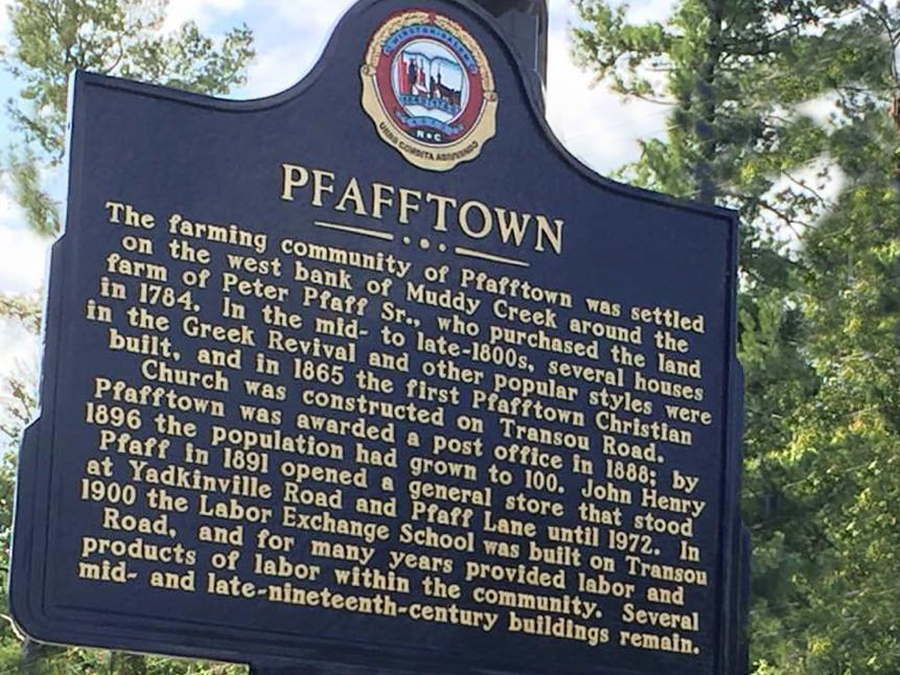 WINSTON-SALEM
N C
URBS CONDITA ADIUVANDO
PFAFFTOWN
The farming community of Pfafftown was settled
on the west bank of Muddy Creek around the
farm of Peter Pfaff Sr., who purchased the land
in 1784. In the mid- to late-1800s, several houses
in the Greek Revival and other popular styles were
built, and in 1865 the first Pfafftown Christian
Church was constructed on Transou Road.
Pfafftown was awarded a post office in 1888; by
1896 the population had grown to 100. John Henry
Pfaff in 1891 opened a general store that stood
at Yadkinville Road and Pfaff Lane until 1972. In
1900 the Labor Exchange School was built on Transou
Road, and for many years provided labor and
products of labor within the community. Several
mid- and late-nineteenth-century buildings remain.